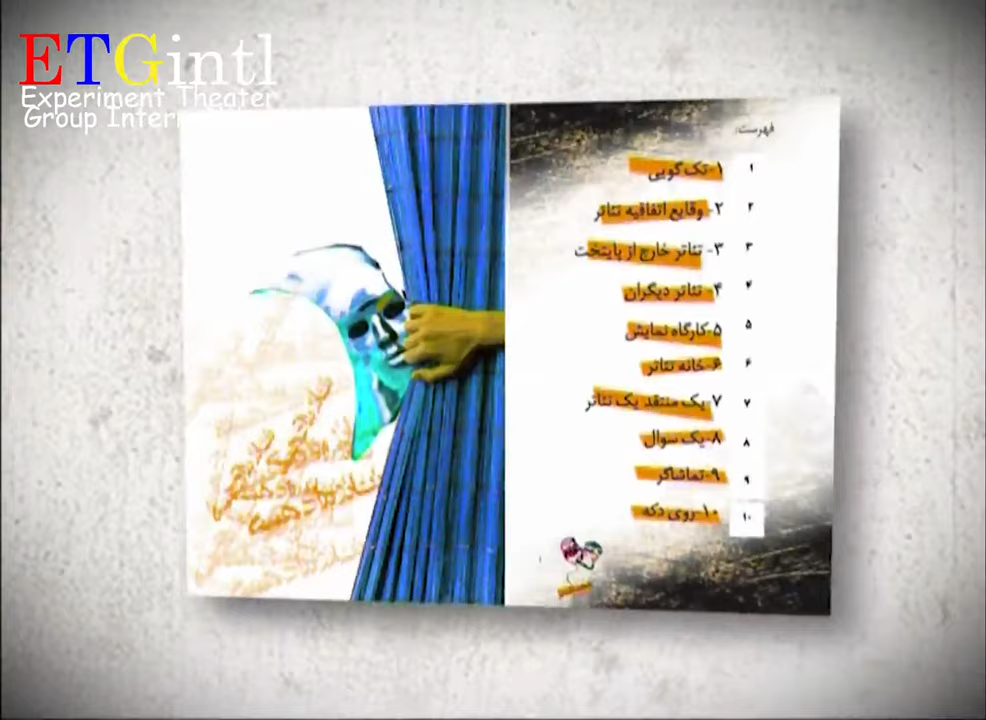 ETGintl
Experiment Theater
Group Intern
فهرست:
۱-تک گویی ۱
۲- وقایع اتفاقیه تئاتر ۲
۳- تئاتر خارج از پایتخت ۳
۴- تئاتر دیگران ۴
۵-کارگاه نمایش ۵
۶-خانه تئاتر ۶
۷-یک منتقد یک تئاتر ۷
۸-یک سوال ۸
۹-تماشاگر ۹
۱۰-روی دکه ۱۰